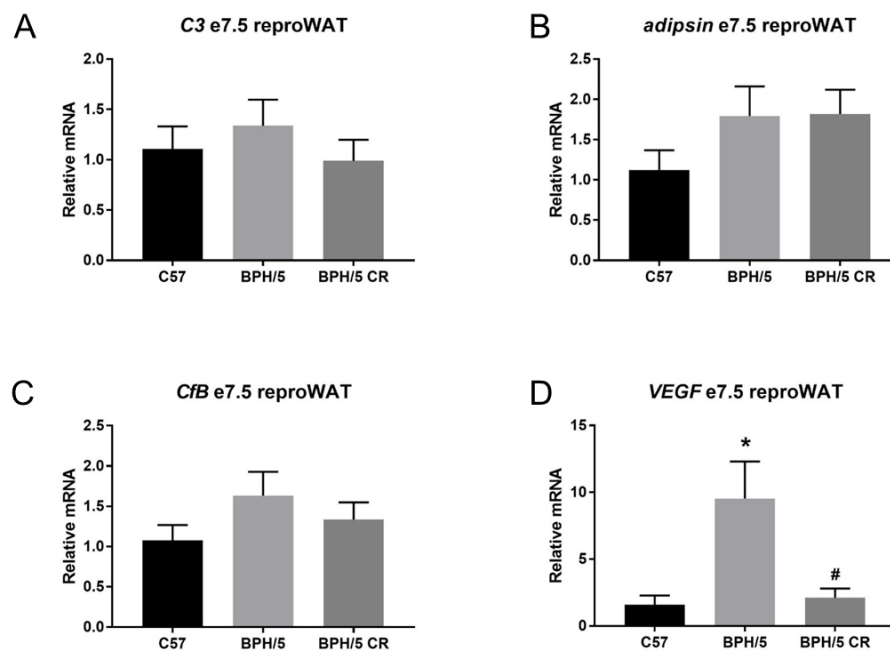 A
C3 e7.5 reproWAT
Relative mRNA
2.0
1.5
1.0
0.5
0.0
C57
BPH/5
BPH/5 CR
B
adipsin e7.5 reproWAT
Relative mRNA
2.5
2.0
1.5
1.0
0.5
0.0
C57
BPH/5
BPH/5 CR
C
CfB e7.5 reproWAT
Relative mRNA
2.5
2.0
1.5
1.0
0.5
0.0
C57
BPH/5
BPH/5 CR
D
VEGF e7.5 reproWAT
Relative mRNA
15
10
5
0
*
#
C57
BPH/5
BPH/5 CR